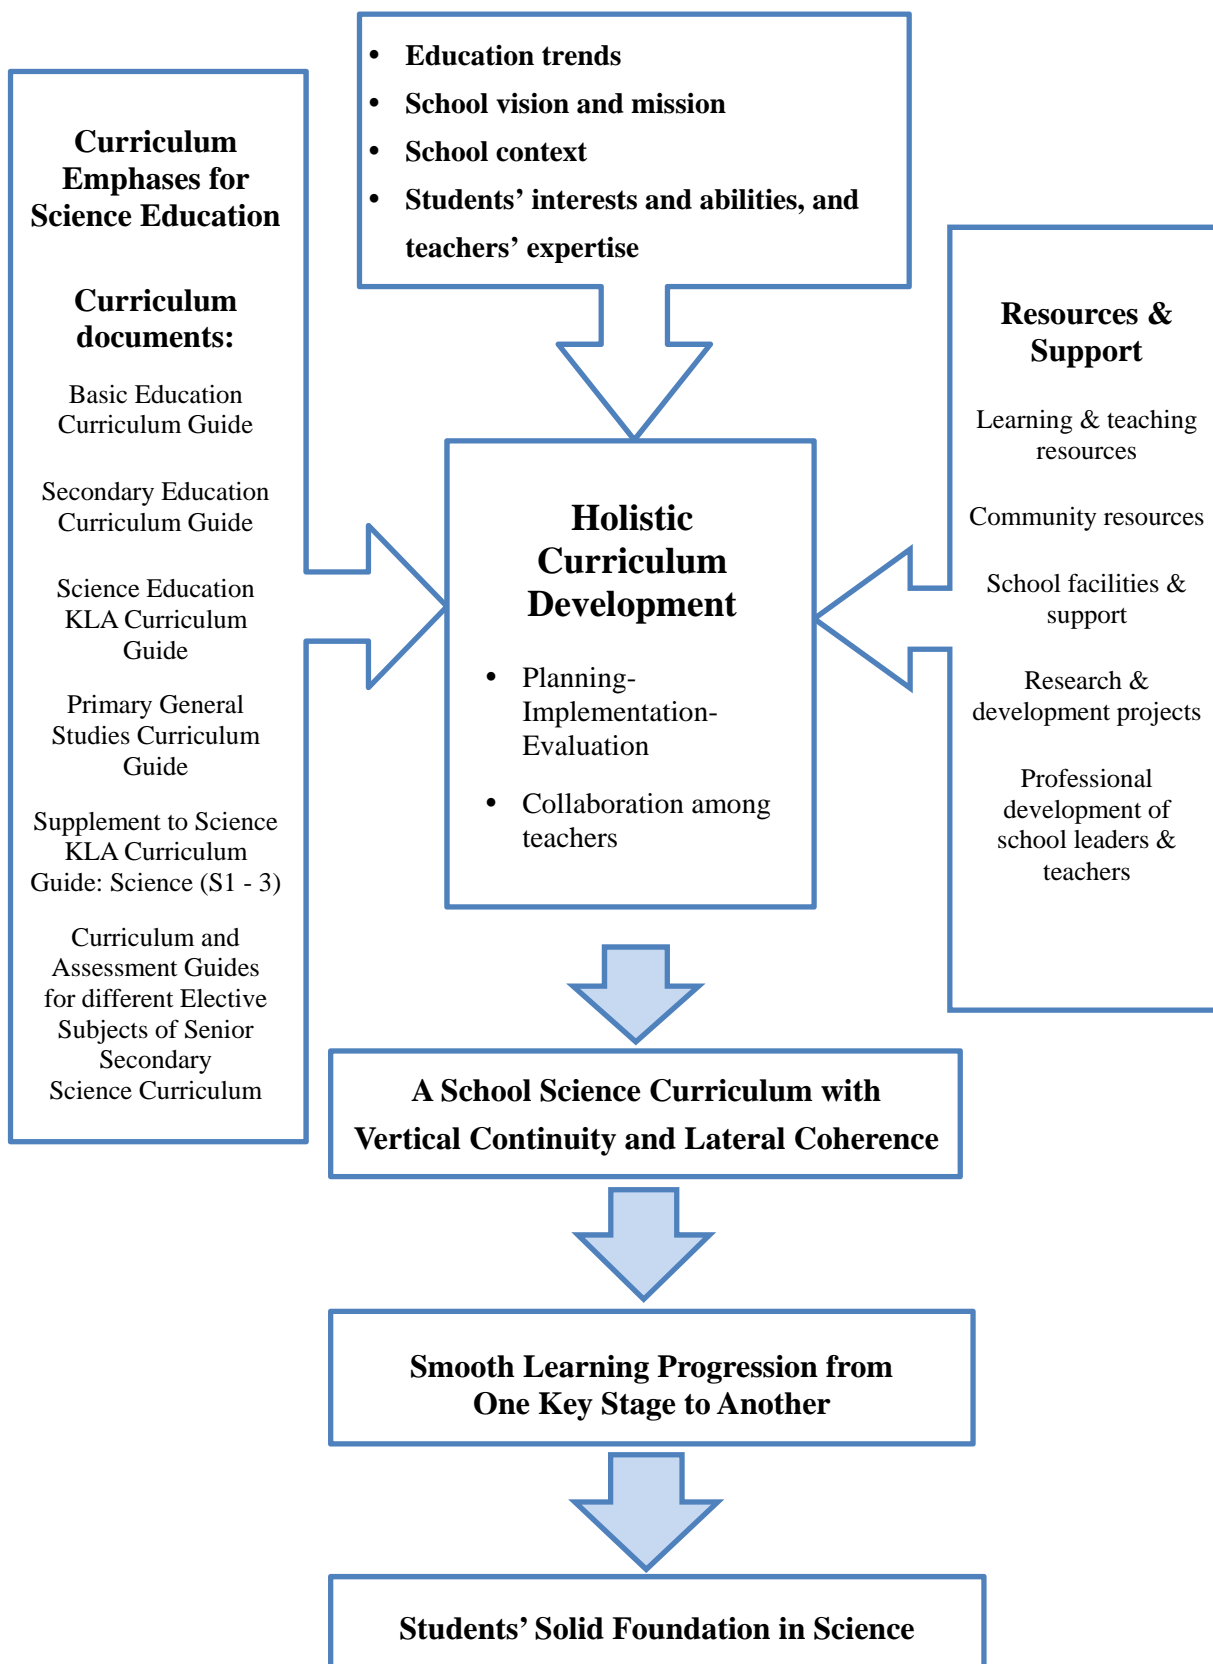 • Education trends
• School vision and mission
• School context
• Students’ interests and abilities, and
teachers’ expertise
Curriculum
Emphases for
Science Education
Curriculum
documents:
Basic Education
Curriculum Guide
Secondary Education
Curriculum Guide
Science Education
KLA Curriculum
Guide
Primary General
Studies Curriculum
Guide
Supplement to Science
KLA Curriculum
Guide: Science (S1 - 3)
Curriculum and
Assessment Guides
for different Elective
Subjects of Senior
Secondary
Science Curriculum
Holistic
Curriculum
Development
• Planning-
Implementation-
Evaluation
• Collaboration among
teachers
Resources &
Support
Learning & teaching
resources
Community resources
School facilities &
support
Research &
development projects
Professional
development of
school leaders &
teachers
A School Science Curriculum with
Vertical Continuity and Lateral Coherence
Smooth Learning Progression from
One Key Stage to Another
Students’ Solid Foundation in Science